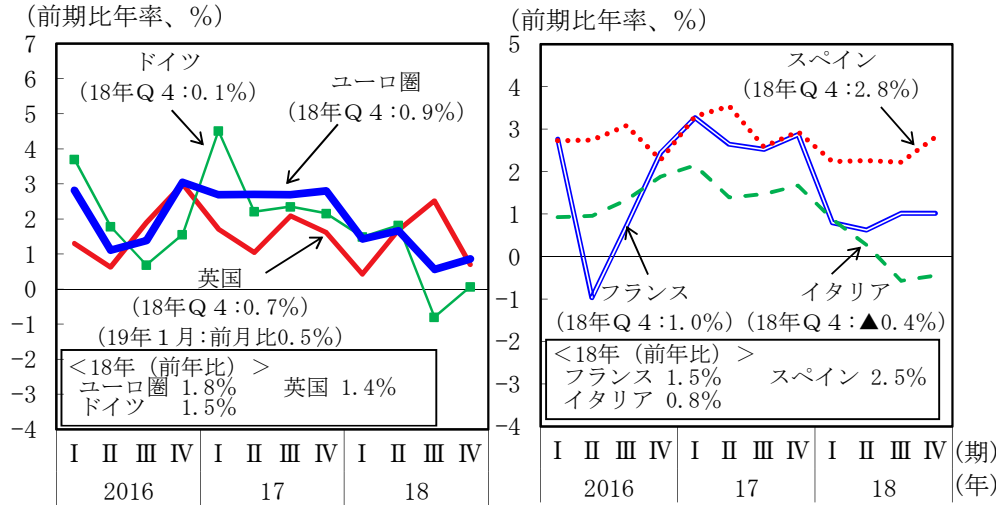 (前期比年率、%)
7
6
5
4
3
2
1
0
−1
−2
−3
−4
ドイツ
(18年Q4:0.1%)
ユーロ圏
(18年Q4:0.9%)
英国
(18年Q4:0.7%)
(19年1月:前月比0.5%)
<18年(前年比)>
ユーロ圏 1.8% 英国 1.4%
ドイツ 1.5%
Ⅰ Ⅱ Ⅲ Ⅳ Ⅰ Ⅱ Ⅲ Ⅳ Ⅰ Ⅱ Ⅲ Ⅳ
2016 17 18
(前期比年率、%)
5
4
3
2
1
0
−1
−2
−3
−4
スペイン
(18年Q4:2.8%)
フランス
(18年Q4:1.0%)
イタリア
(18年Q4:▲0.4%)
<18年(前年比)>
フランス 1.5% スペイン 2.5%
イタリア 0.8%
Ⅰ Ⅱ Ⅲ Ⅳ Ⅰ Ⅱ Ⅲ Ⅳ Ⅰ Ⅱ Ⅲ Ⅳ (期)
2016 17 18 (年)